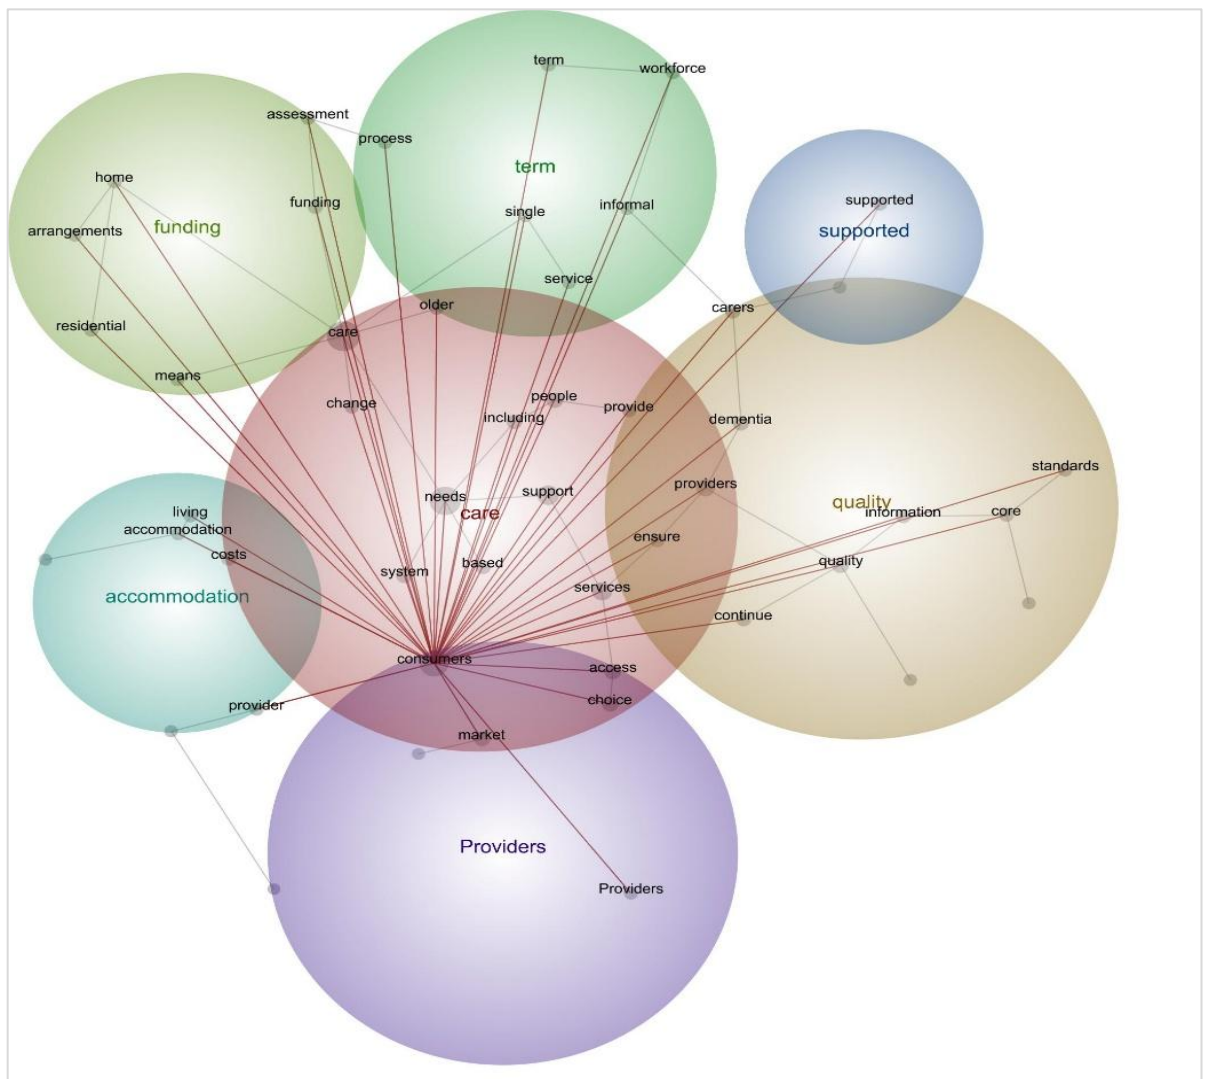 term
workforce
assessment
process
term
home
funding
single
informal
supported
arrangements
funding
supported
service
older
carers
residential
care
means
change
people
including
provide
dementia
standards
providers
needs
support
quality
living
care
information
core
accommodation
ensure
costs
based
quality
system
services
accommodation
continue
consumers
access
choice
provider
market
Providers
Providers